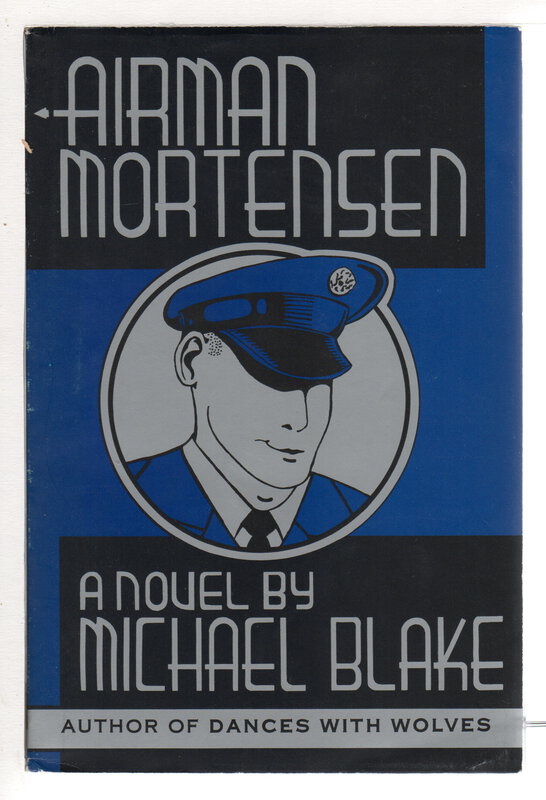 AIRMAN
MORTENSEN
A NOVEL BY
MICHAEL BLAKE
AUTHOR OF DANCES WITH WOLVES